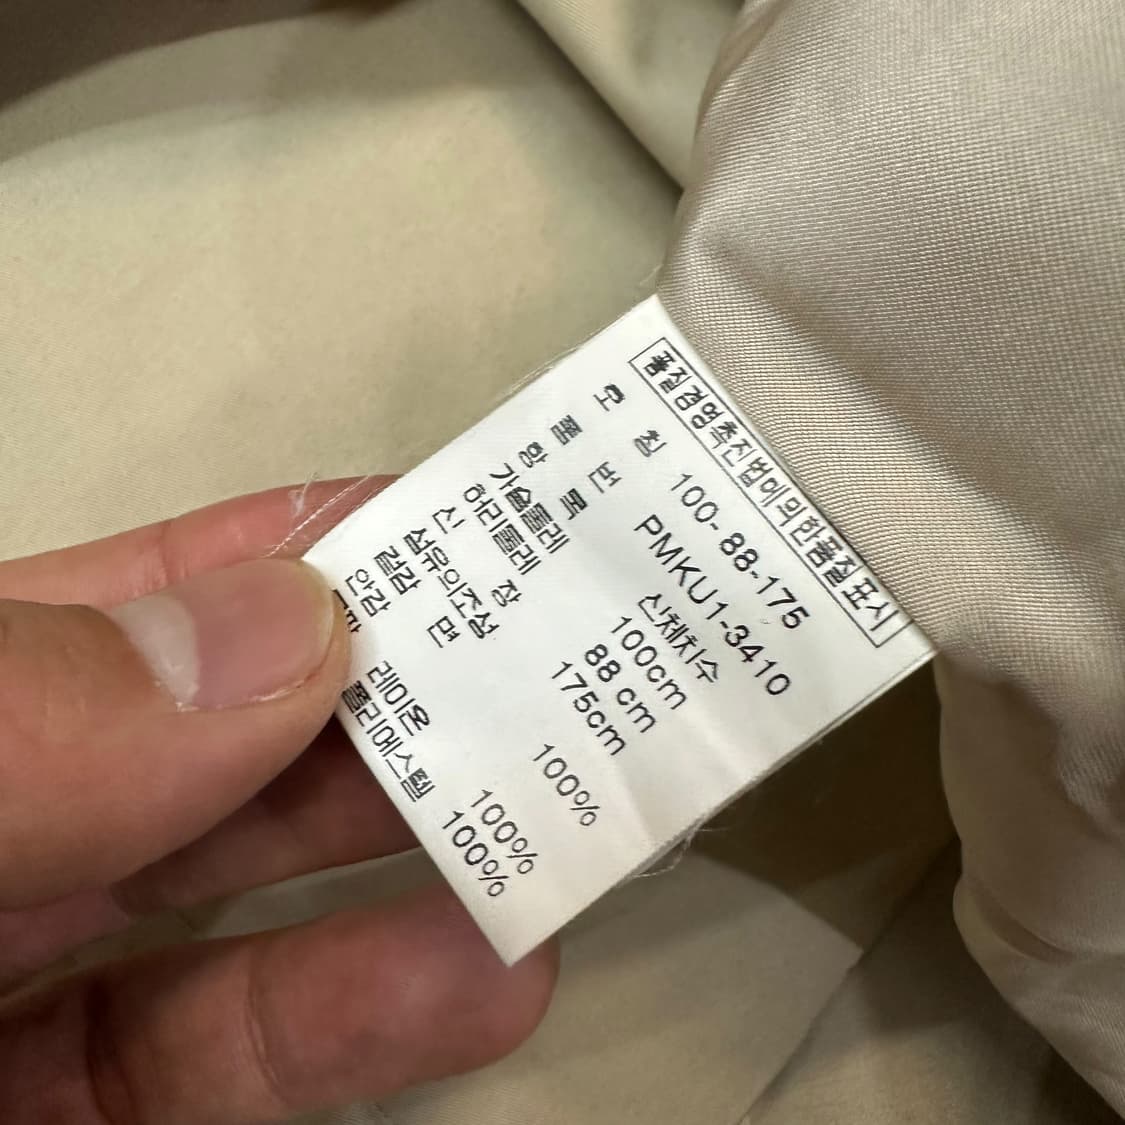 품질경영촉진법에의한품질표시
호 칭 100-88-175
품 번 PMKU1-3410
항 목 신체치수
가슴둘레 100cm
허리둘레 88 cm
신 장 175cm
섬유의조성
겉감 면 100%
안감 레이온 100%
폴리에스텔 100%